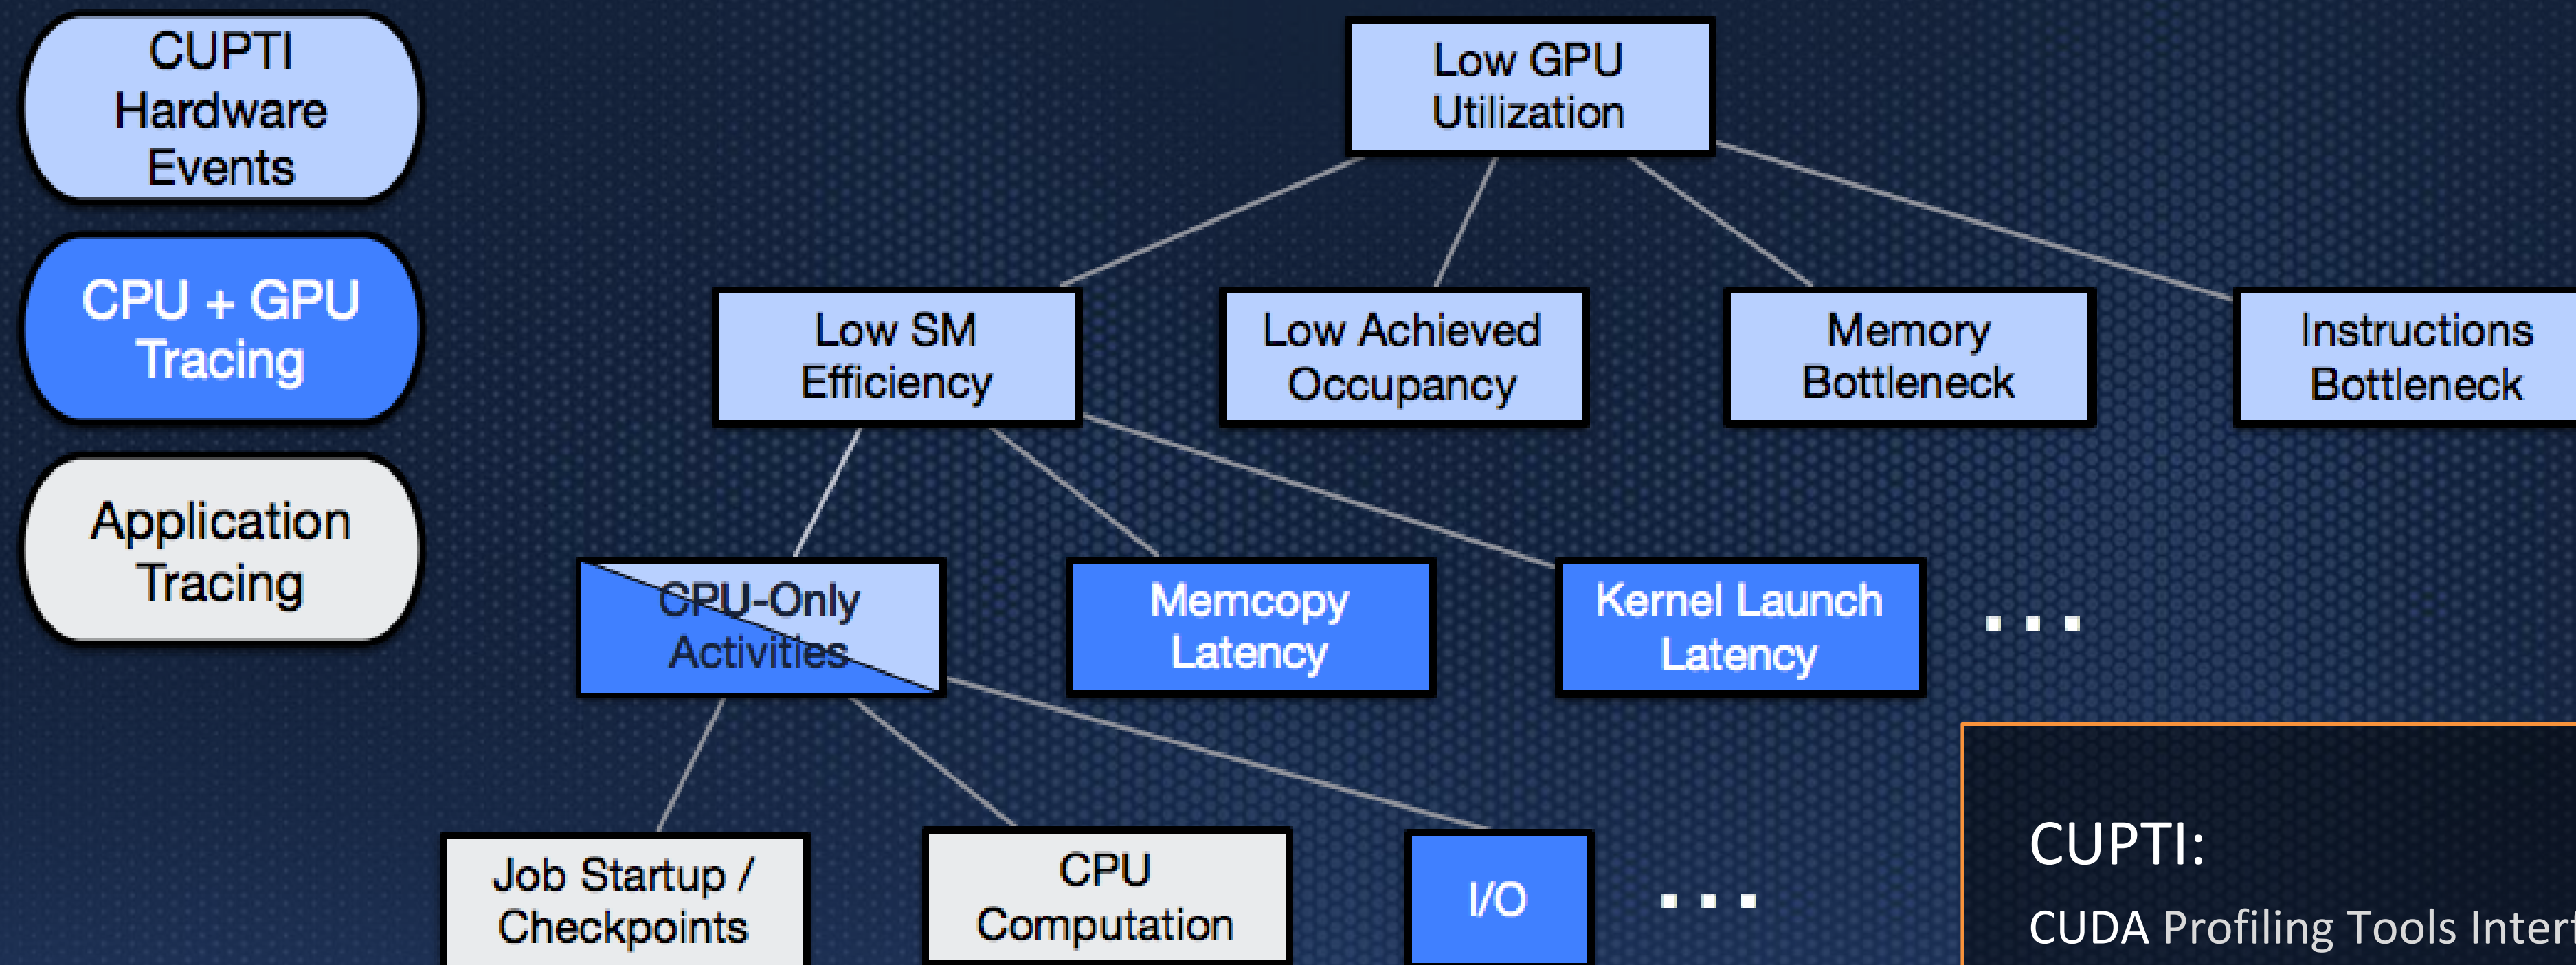 CUPTI
Hardware
Events
CPU + GPU
Tracing
Application
Tracing
Low GPU
Utilization
Low SM
Efficiency
Low Achieved
Occupancy
Memory
Bottleneck
Instructions
Bottleneck
CPU-Only
Activities
Memcopy
Latency
Kernel Launch
Latency
...
Job Startup /
Checkpoints
CPU
Computation
I/O
...
CUPTI:
CUDA Profiling Tools